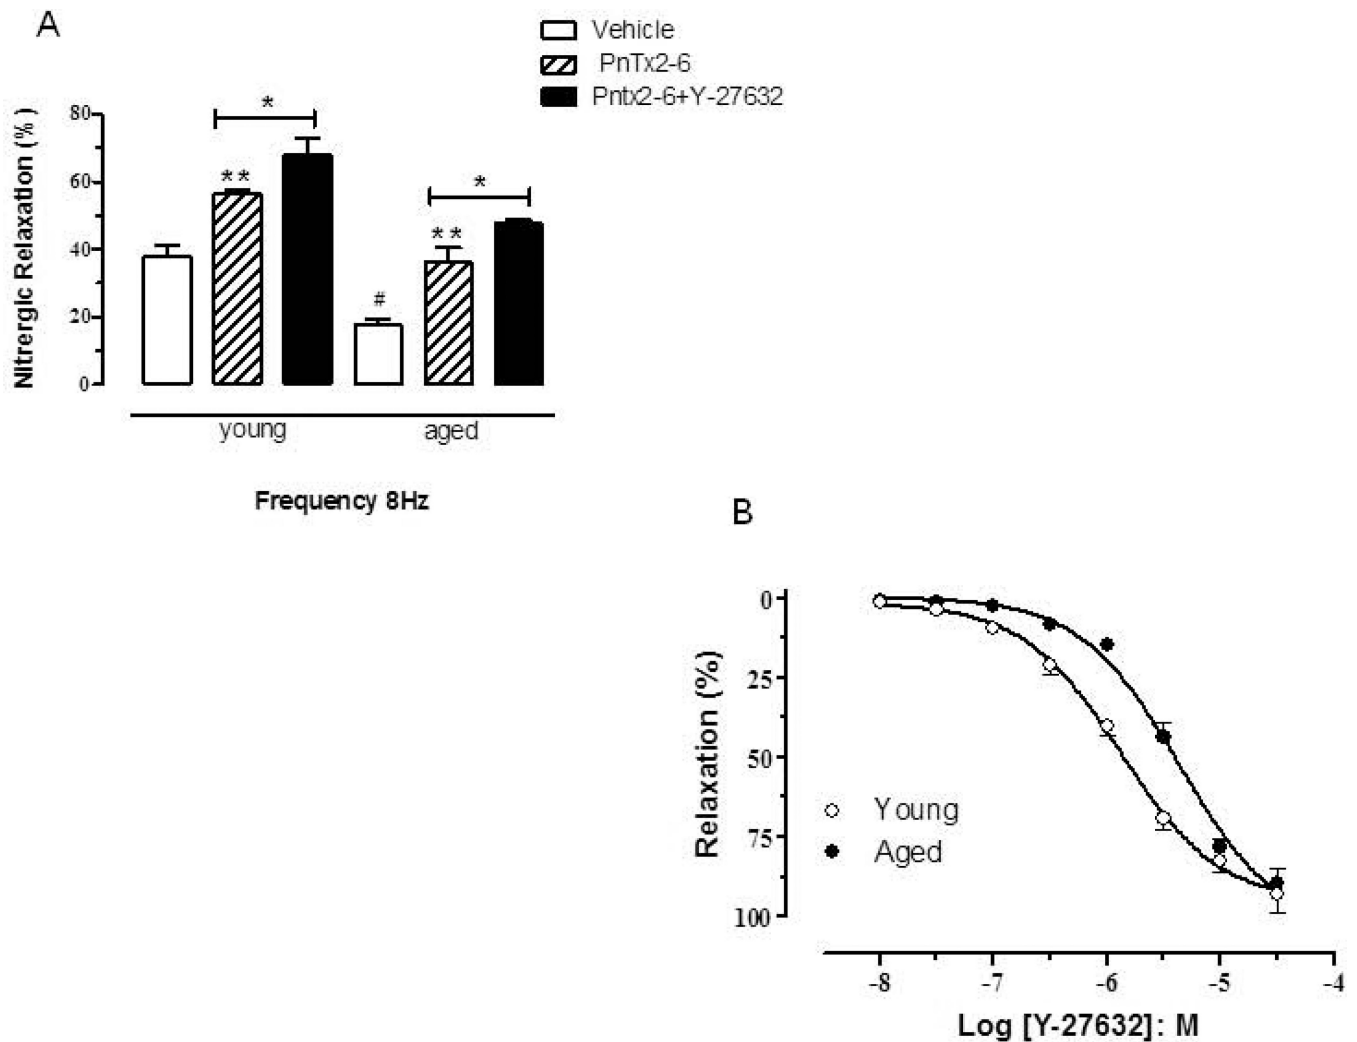 A
Vehicle
PnTx2-6
Pntx2-6+Y-27632
Nitrergic Relaxation (%)
80
60
40
20
0
*
**
#
**
*
young
aged
Frequency 8Hz
B
Relaxation (%)
0
25
50
75
100
Young
Aged
-8
-7
-6
-5
-4
Log [Y-27632]: M